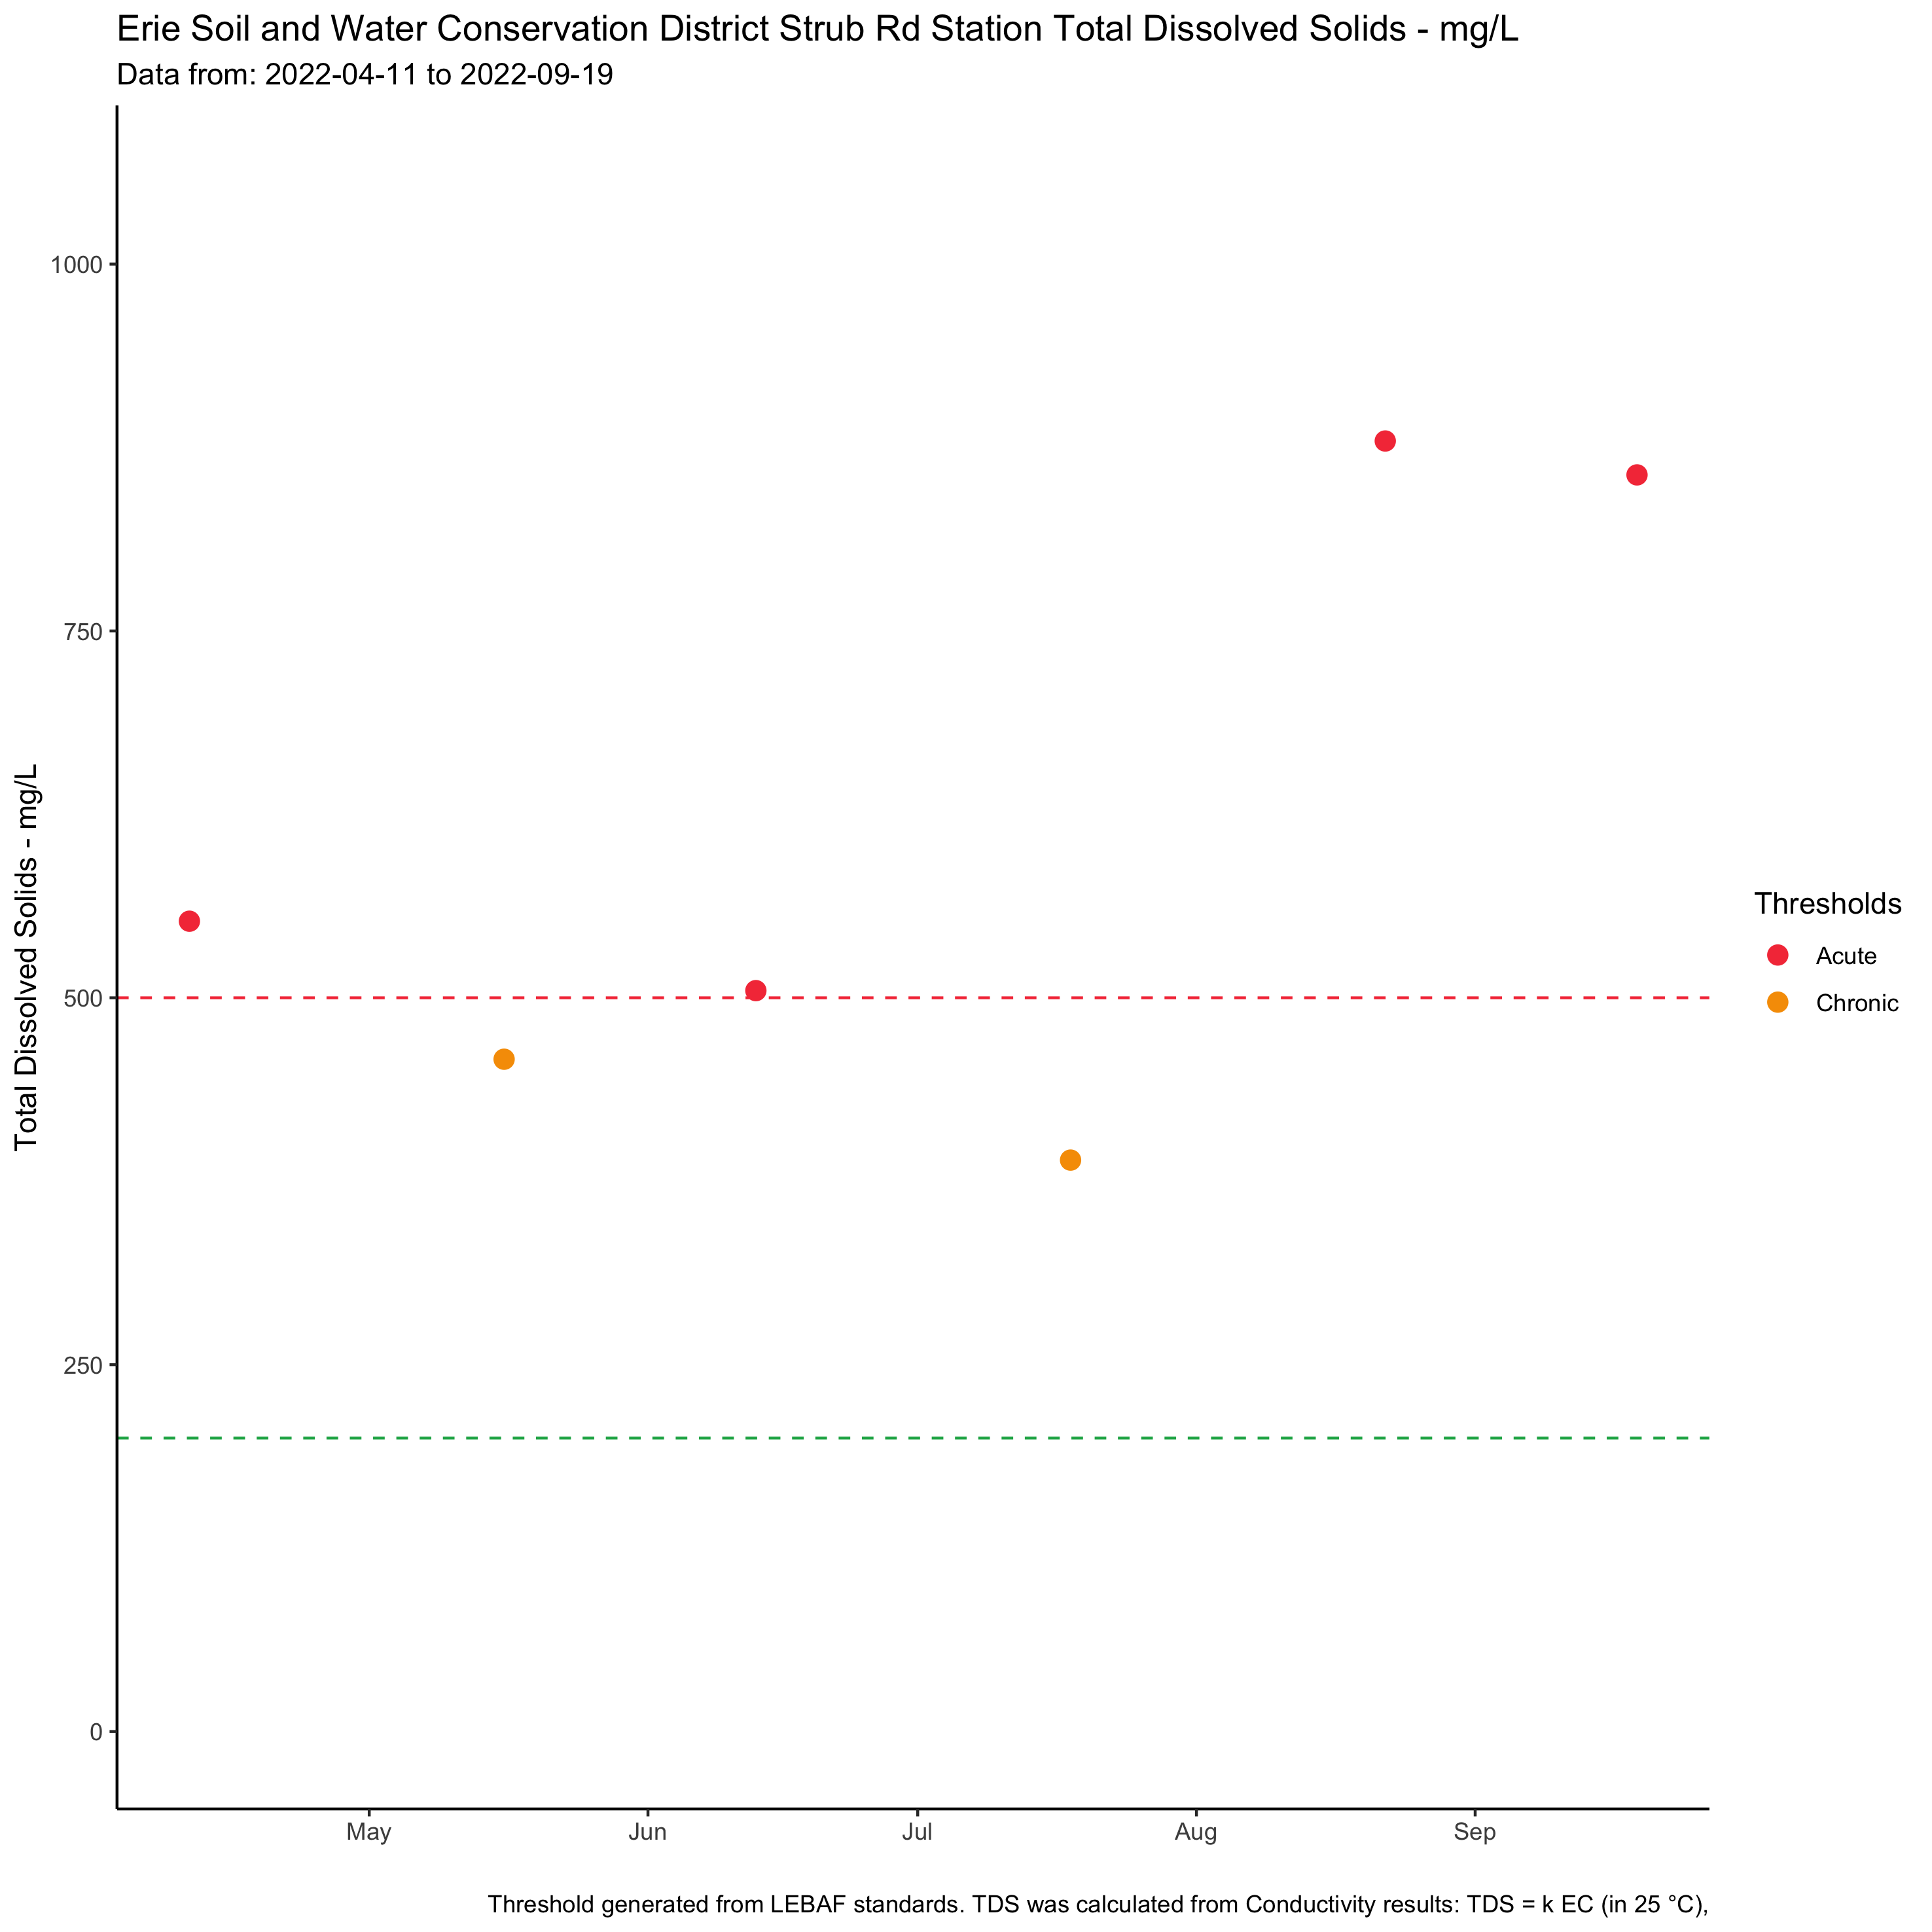 Erie Soil and Water Conservation District Strub Rd Station Total Dissolved Solids - mg/L
Data from: 2022-04-11 to 2022-09-19
Total Dissolved Solids - mg/L
1000
750
500
250
0
May
Jun
Jul
Aug
Sep
Thresholds
Acute
Chronic
Threshold generated from LEBAF standards. TDS was calculated from Conductivity results: TDS = k EC (in 25 °C),